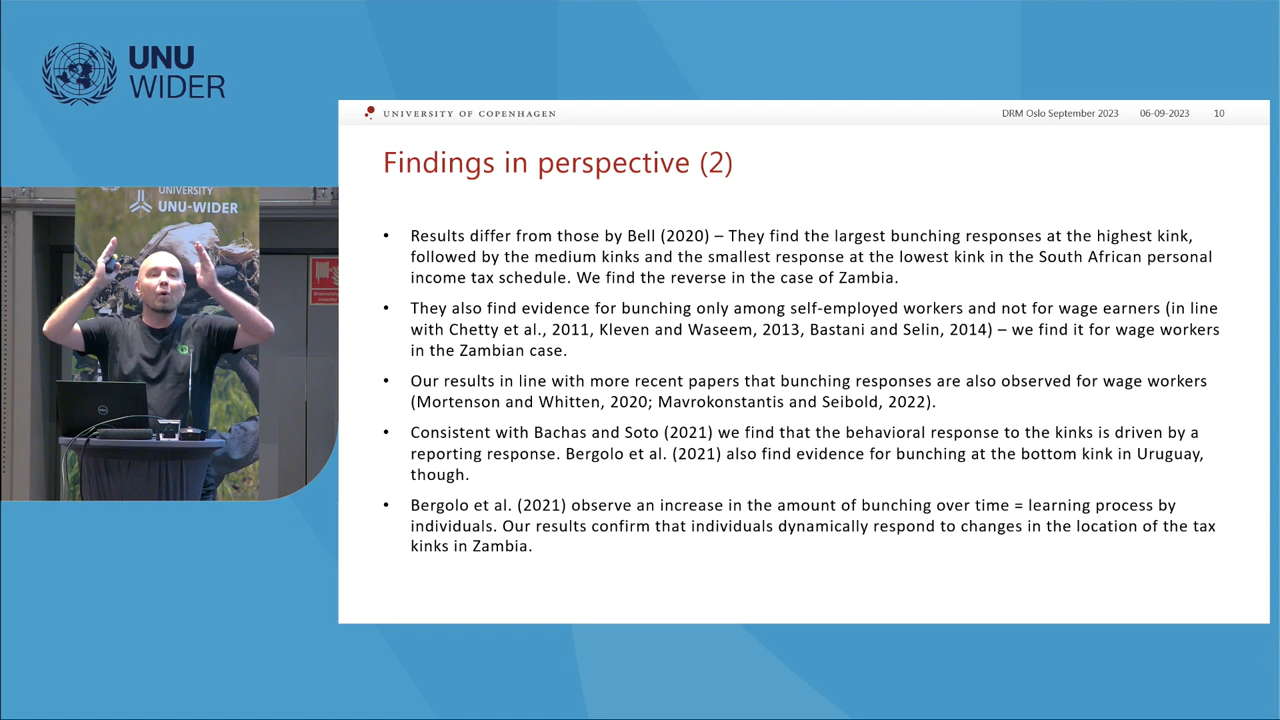 UNU
WIDER
UNIVERSITY
UNU-WIDER
UNIVERSITY OF COPENHAGEN
DRM Oslo September 2023 06-09-2023 10
Findings in perspective (2)
• Results differ from those by Bell (2020) – They find the largest bunching responses at the highest kink,
followed by the medium kinks and the smallest response at the lowest kink in the South African personal
income tax schedule. We find the reverse in the case of Zambia.
• They also find evidence for bunching only among self-employed workers and not for wage earners (in line
with Chetty et al., 2011, Kleven and Waseem, 2013, Bastani and Selin, 2014) – we find it for wage workers
in the Zambian case.
• Our results in line with more recent papers that bunching responses are also observed for wage workers
(Mortenson and Whitten, 2020; Mavrokonstantis and Seibold, 2022).
• Consistent with Bachas and Soto (2021) we find that the behavioral response to the kinks is driven by a
reporting response. Bergolo et al. (2021) also find evidence for bunching at the bottom kink in Uruguay,
though.
• Bergolo et al. (2021) observe an increase in the amount of bunching over time = learning process by
individuals. Our results confirm that individuals dynamically respond to changes in the location of the tax
kinks in Zambia.